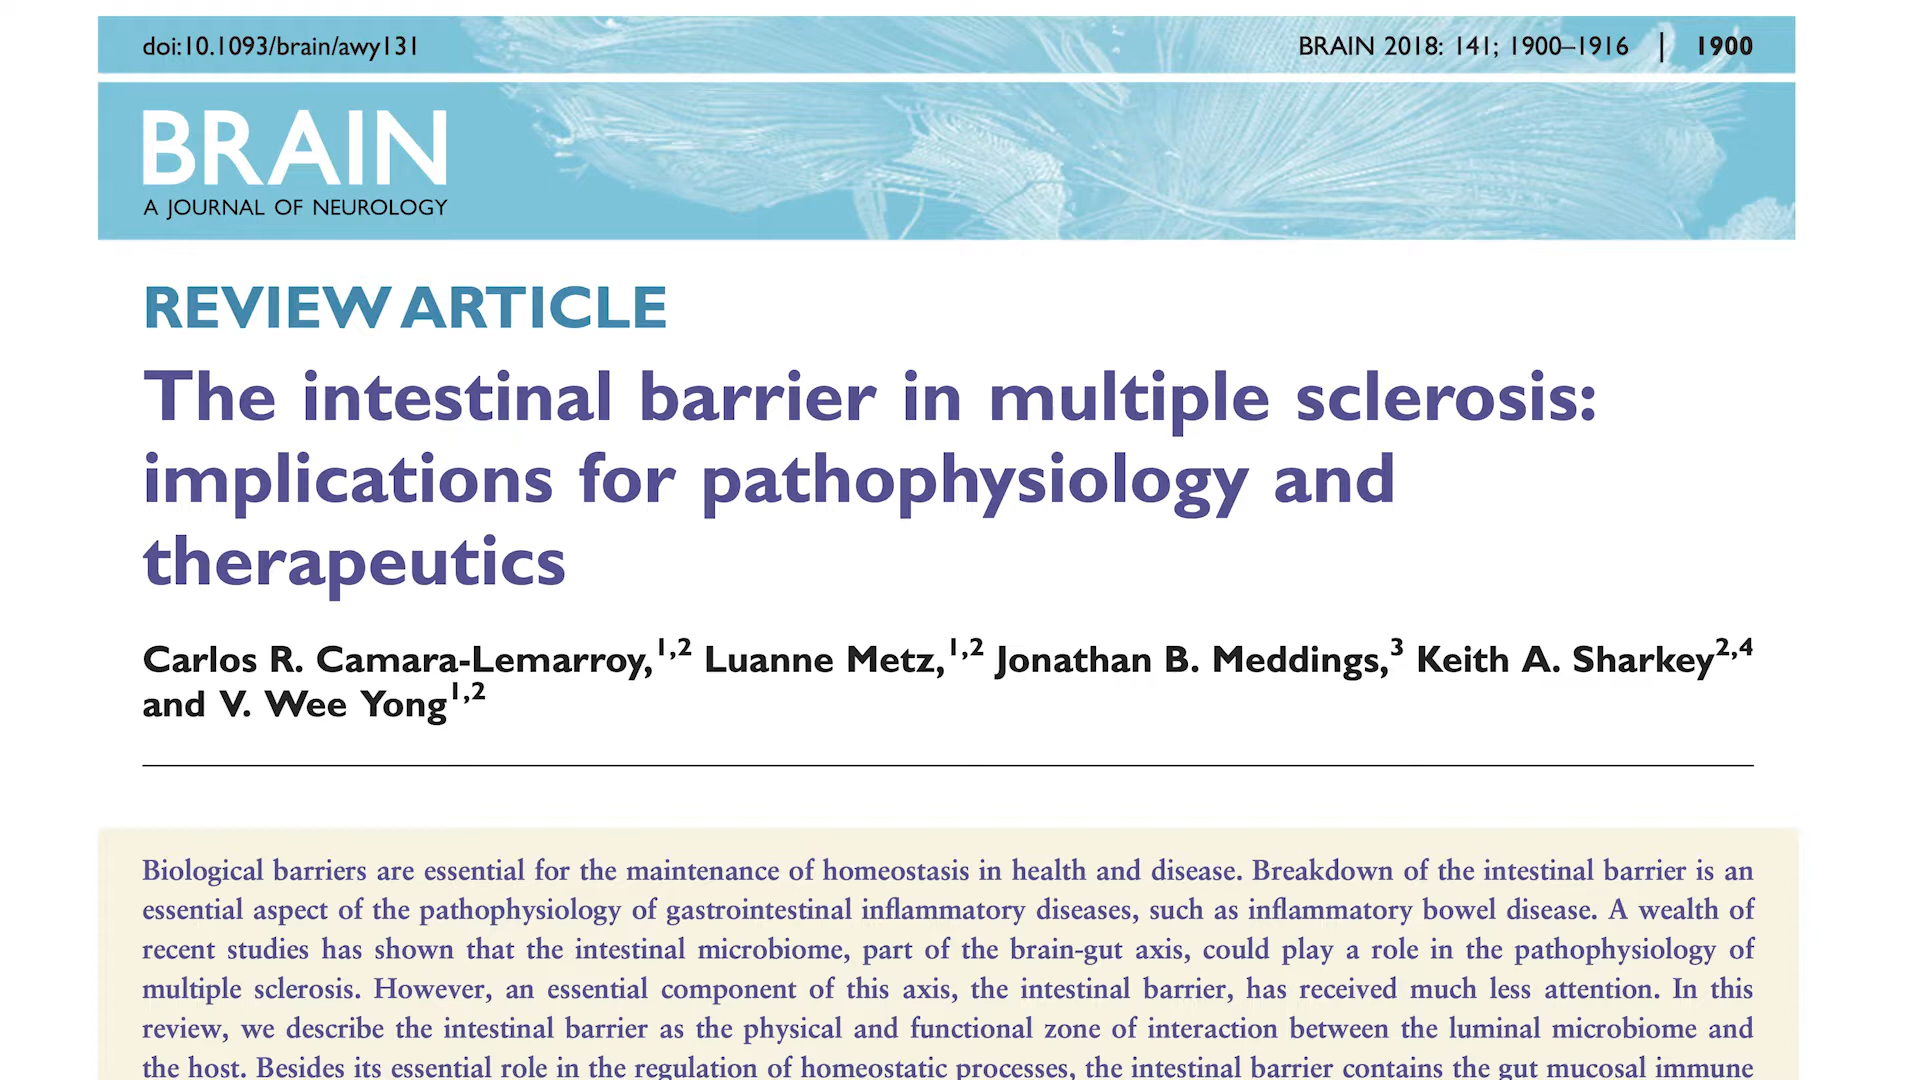 doi:10.1093/brain/awy131
BRAIN 2018: 141; 1900–1916 | 1900
BRAIN
A JOURNAL OF NEUROLOGY
REVIEW ARTICLE
The intestinal barrier in multiple sclerosis:
implications for pathophysiology and
therapeutics
Carlos R. Camara-Lemarroy,1,2 Luanne Metz,1,2 Jonathan B. Meddings,3 Keith A. Sharkey2,4
and V. Wee Yong1,2
Biological barriers are essential for the maintenance of homeostasis in health and disease. Breakdown of the intestinal barrier is an
essential aspect of the pathophysiology of gastrointestinal inflammatory diseases, such as inflammatory bowel disease. A wealth of
recent studies has shown that the intestinal microbiome, part of the brain-gut axis, could play a role in the pathophysiology of
multiple sclerosis. However, an essential component of this axis, the intestinal barrier, has received much less attention. In this
review, we describe the intestinal barrier as the physical and functional zone of interaction between the luminal microbiome and
the host. Besides its essential role in the regulation of homeostatic processes, the intestinal barrier contains the gut mucosal immune